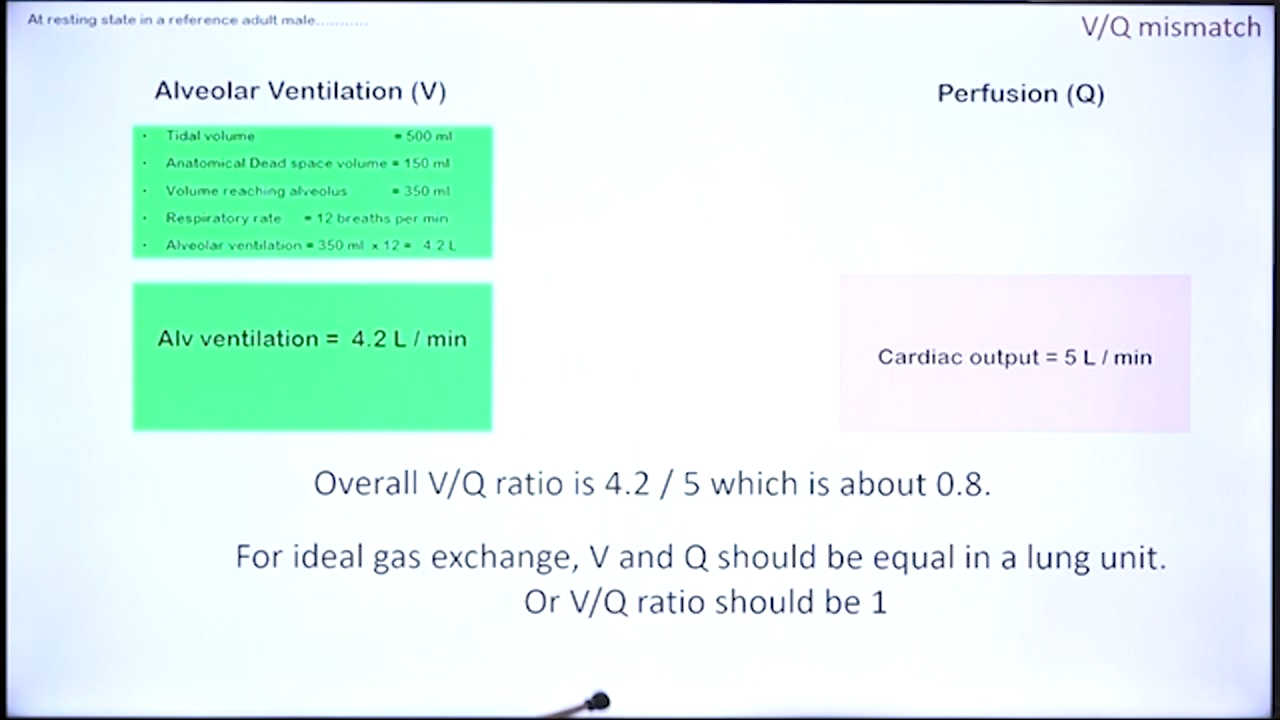 At resting state in a reference adult male...........
V/Q mismatch
Alveolar Ventilation (V)
Perfusion (Q)
· Tidal volume = 500 ml
· Anatomical Dead space volume = 150 ml
· Volume reaching alveolus = 350 ml
· Respiratory rate = 12 breaths per min
· Alveolar ventilation = 350 ml x 12 = 4.2 L
Alv ventilation = 4.2 L / min
Cardiac output = 5 L / min
Overall V/Q ratio is 4.2 / 5 which is about 0.8.
For ideal gas exchange, V and Q should be equal in a lung unit.
Or V/Q ratio should be 1